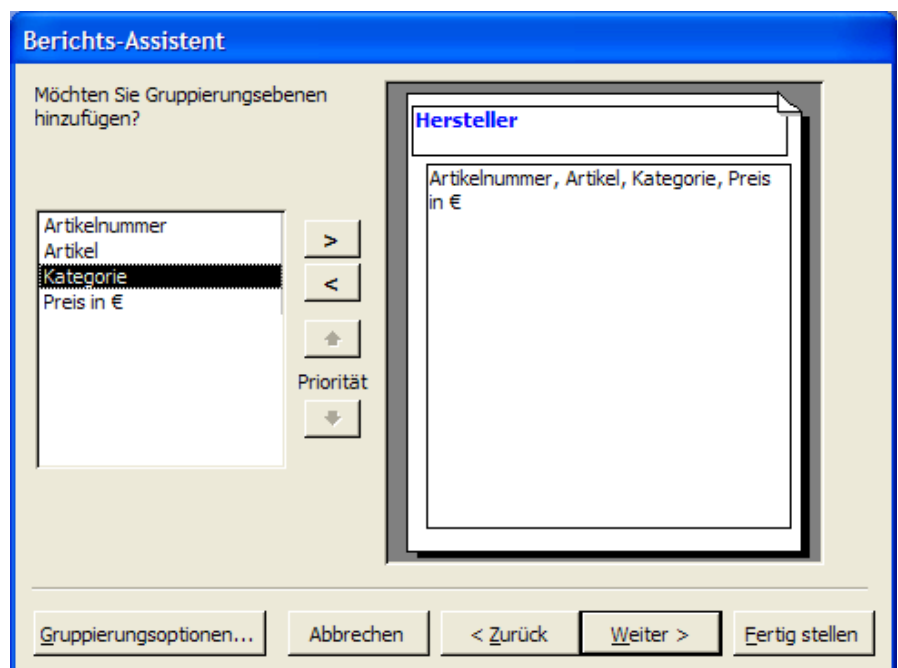 Berichts-Assistent
Möchten Sie Gruppierungsebenen
hinzufügen?
Artikelnummer
Artikel
Kategorie
Preis in €
>
<
Priorität
Hersteller
Artikelnummer, Artikel, Kategorie, Preis
in €
Gruppierungsoptionen...
Abbrechen
< Zurück
Weiter >
Fertig stellen